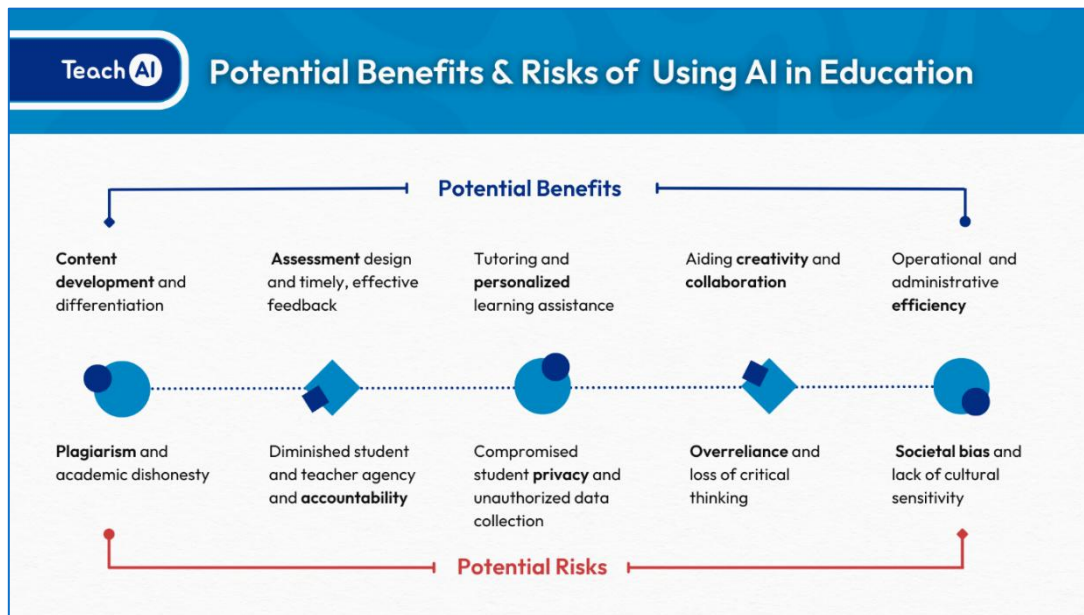 Teach AI
Potential Benefits & Risks of Using AI in Education
Potential Benefits
Content
development and
differentiation
Assessment design
and timely, effective
feedback
Tutoring and
personalized
learning assistance
Aiding creativity and
collaboration
Operational and
administrative
efficiency
Plagiarism and
academic dishonesty
Diminished student
and teacher agency
and accountability
Compromised
student privacy and
unauthorized data
collection
Overreliance and
loss of critical
thinking
Societal bias and
lack of cultural
sensitivity
Potential Risks